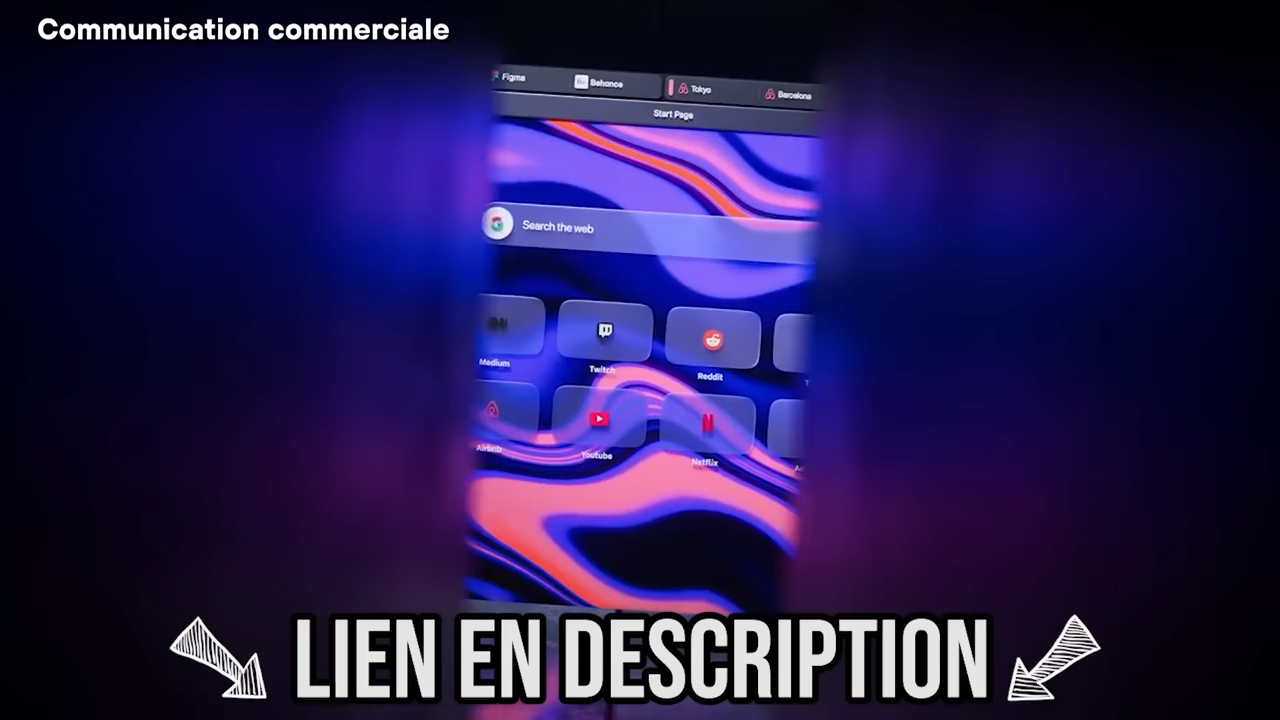 Communication commerciale
Figma
Behance
Tokyo
Barcelona
Start Page
Search the web
Medium
Twitch
Reddit
Airbnb
Youtube
Netflix
LIEN EN DESCRIPTION